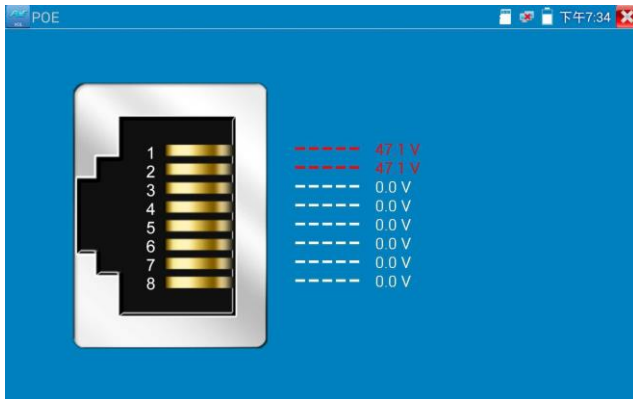 POE 下午7:34
1 ----- 47.1 V
2 ----- 47.1 V
3 ----- 0.0 V
4 ----- 0.0 V
5 ----- 0.0 V
6 ----- 0.0 V
7 ----- 0.0 V
8 ----- 0.0 V